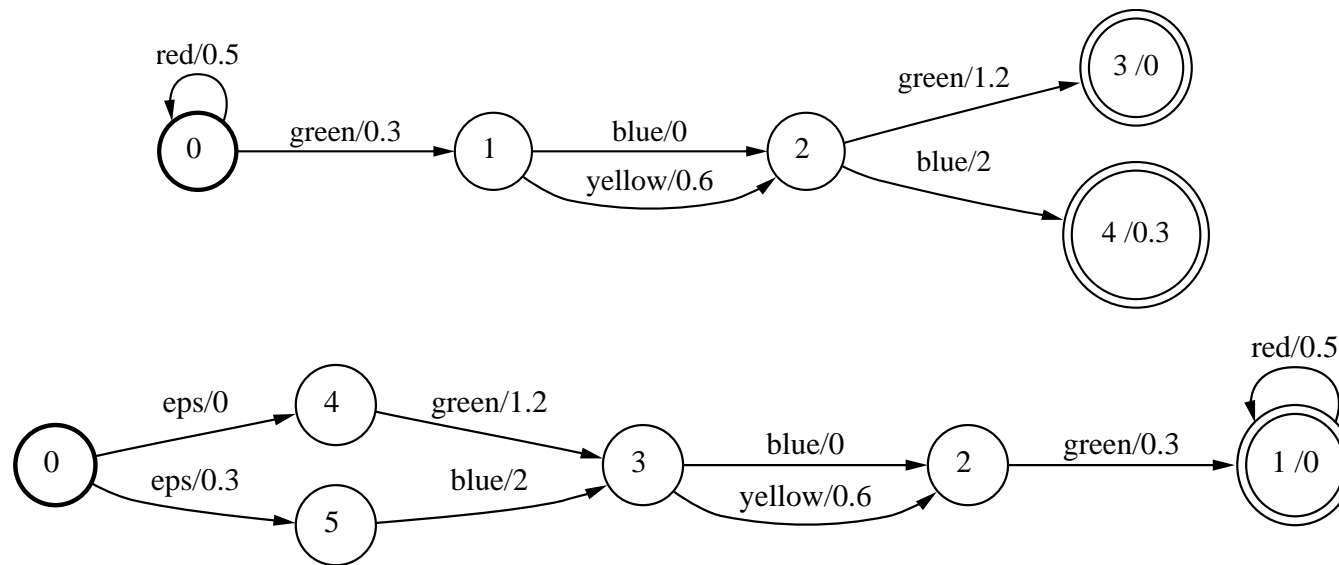 red/0.5
0
green/0.3
1
blue/0
yellow/0.6
2
green/1.2
3 /0
blue/2
4 /0.3
0
eps/0
4
green/1.2
eps/0.3
5
blue/2
3
blue/0
yellow/0.6
2
green/0.3
red/0.5
1 /0